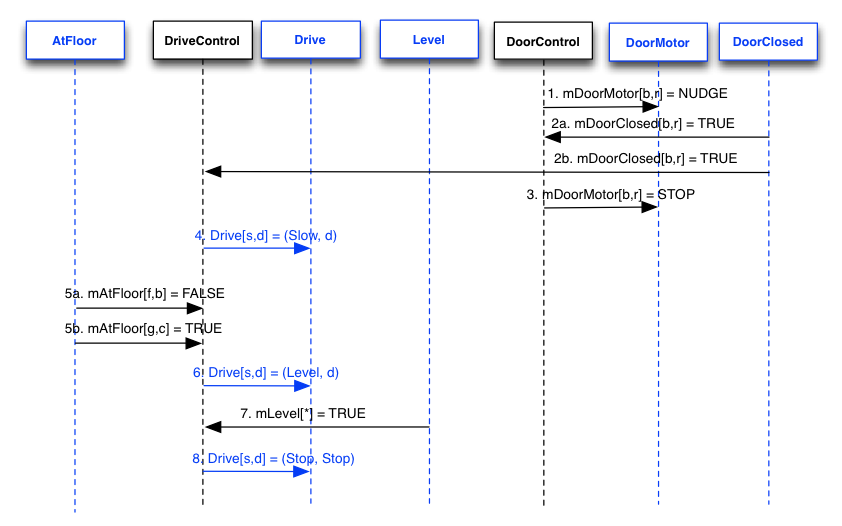 AtFloor DriveControl Drive Level DoorControl DoorMotor DoorClosed
1. mDoorMotor[b,r] = NUDGE
2a. mDoorClosed[b,r] = TRUE
2b. mDoorClosed[b,r] = TRUE
3. mDoorMotor[b,r] = STOP
4. Drive[s,d] = (Slow, d)
5a. mAtFloor[f,b] = FALSE
5b. mAtFloor[g,c] = TRUE
6. Drive[s,d] = (Level, d)
7. mLevel[*] = TRUE
8. Drive[s,d] = (Stop, Stop)